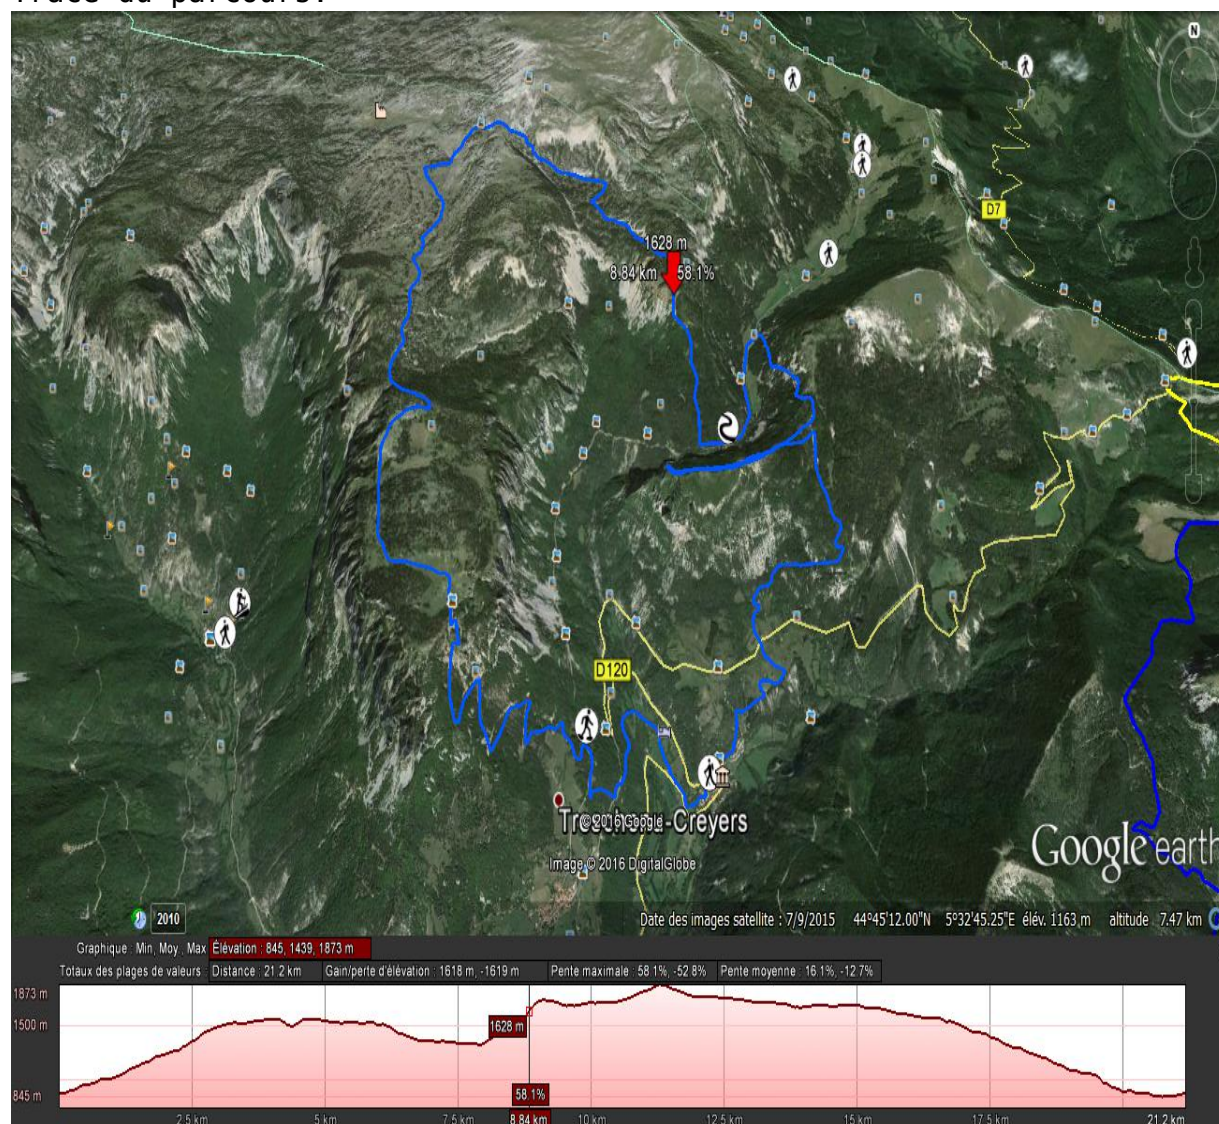 Tracé du parcours:
N
D7
1628 m
8.84 km 58.1%
D120
©2016 Google
Image © 2016 DigitalGlobe
Google earth
2010
Date des images satellite : 7/9/2015 44°45'12.00"N 5°32'45.25"E élév. 1163 m altitude 7.47 km
Graphique : Min, Moy., Max Élévation : 845, 1439, 1873 m
Totaux des plages de valeurs : Distance : 21.2 km Gain/perte d'élévation : 1618 m, -1619 m Pente maximale : 58.1%, -52.8% Pente moyenne : 16.1%, -12.7%
1873 m
1500 m
1628 m
845 m
58.1%
2.5 km 5 km 7.5 km 8.84 km 10 km 12.5 km 15 km 17.5 km 21.2 km